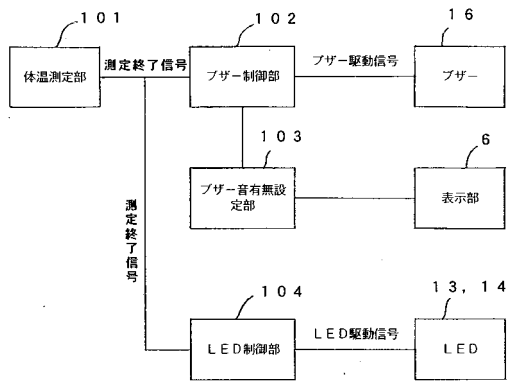 101
102
16
体温測定部
測定終了信号
ブザー制御部
ブザー駆動信号
ブザー
103
6
ブザー音有無設
定部
表示部
測定終了信号
104
13,14
LED制御部
LED駆動信号
LED